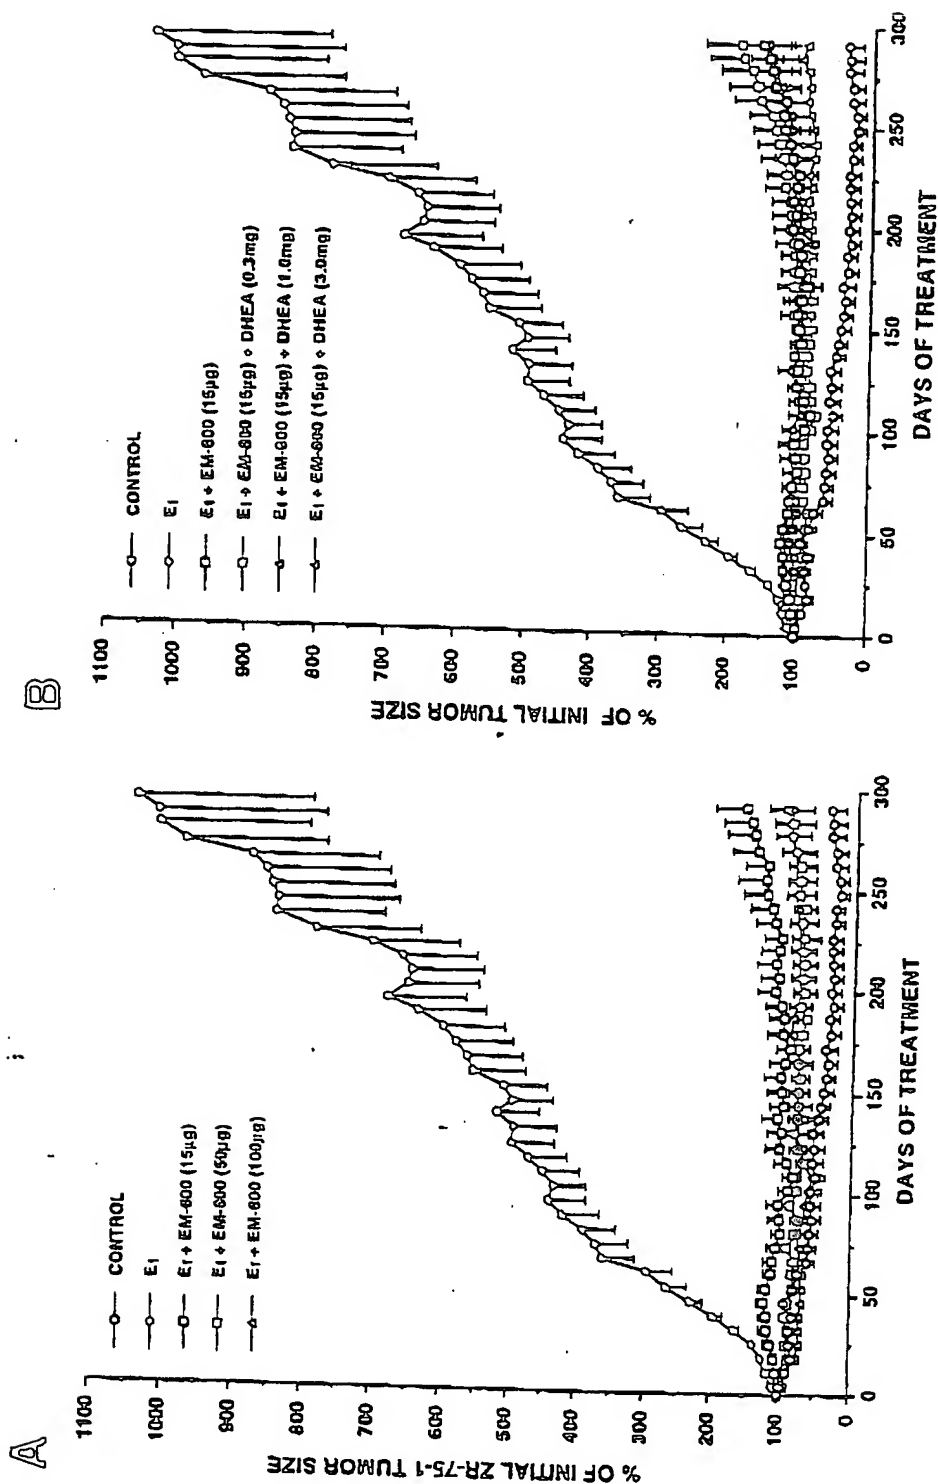 A
% OF INITIAL ZR-75-1 TUMOR SIZE
1100
1000
900
800
700
600
500
400
300
200
100
0
CONTROL
E1
E1 + EM-800 (15µg)
E1 + EM-800 (50µg)
E1 + EM-800 (100µg)
0
50
100
150
200
250
300
DAYS OF TREATMENT
B
% OF INITIAL TUMOR SIZE
1100
1000
900
800
700
600
500
400
300
200
100
0
CONTROL
E1
E1 + EM-800 (15µg)
E1 + EM-800 (15µg) + DHEA (0.3mg)
E1 + EM-800 (15µg) + DHEA (1.0mg)
E1 + EM-800 (15µg) + DHEA (3.0mg)
0
50
100
150
200
250
300
DAYS OF TREATMENT